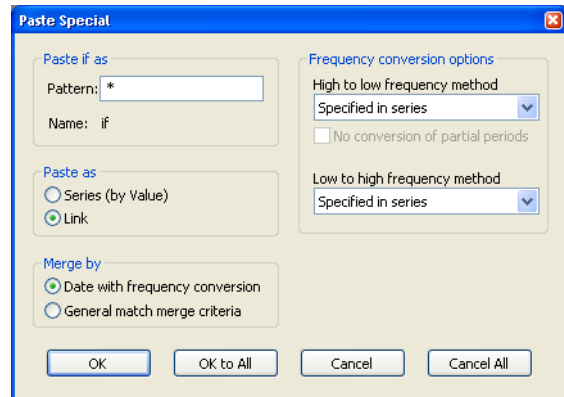 Paste Special
Paste if as
Pattern: *
Name: if
Paste as
Series (by Value)
Link
Merge by
Date with frequency conversion
General match merge criteria
Frequency conversion options
High to low frequency method
Specified in series
No conversion of partial periods
Low to high frequency method
Specified in series
OK
OK to All
Cancel
Cancel All